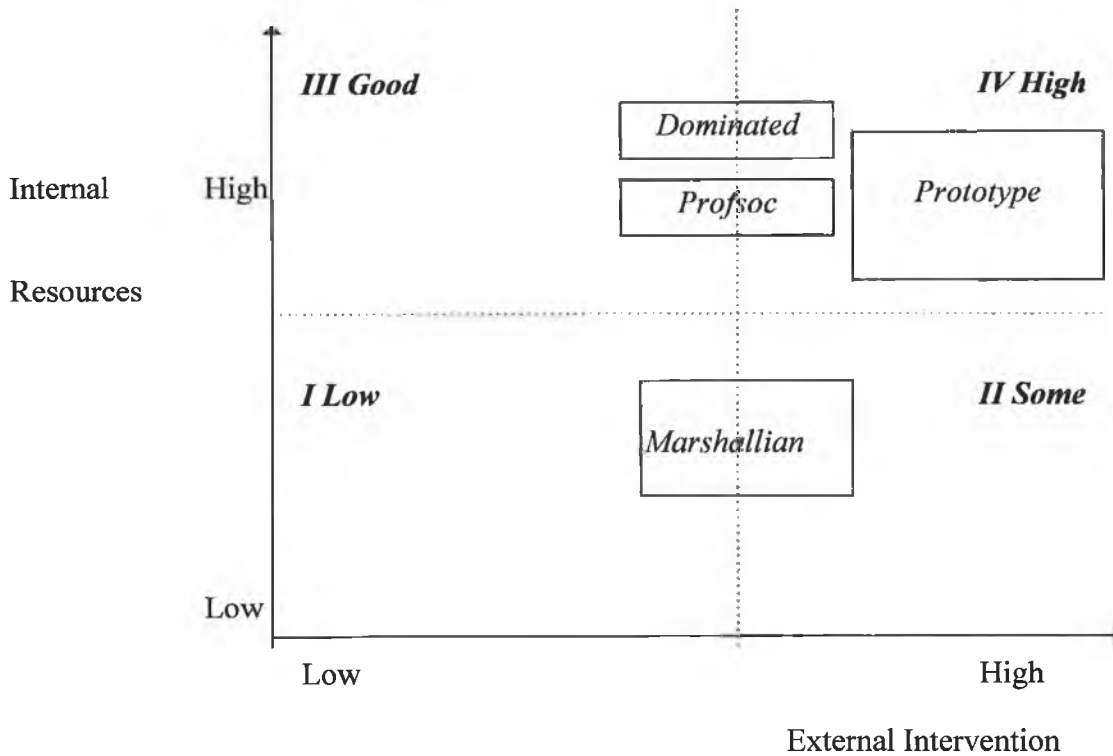 III Good
IV High
Dominated
Internal
High
Profsoc
Prototype
Resources
I Low
II Some
Marshallian
Low
Low
High
External Intervention